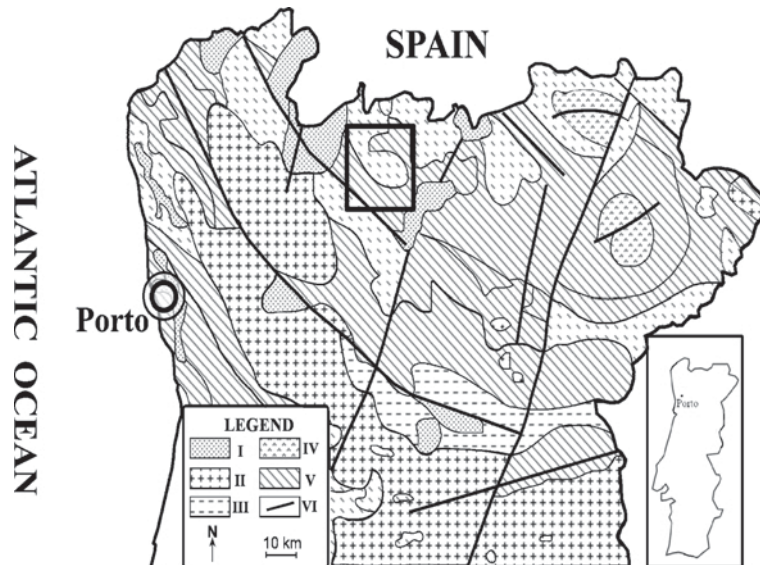 SPAIN
ATLANTIC OCEAN
Porto
Porto
LEGEND
I IV
II V
III VI
N
10 km